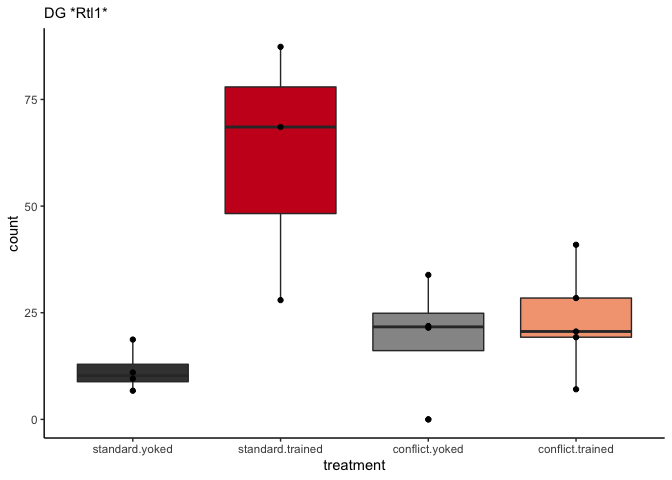 DG *Rtl1*
count
75
50
25
0
standard.yoked standard.trained conflict.yoked conflict.trained
treatment